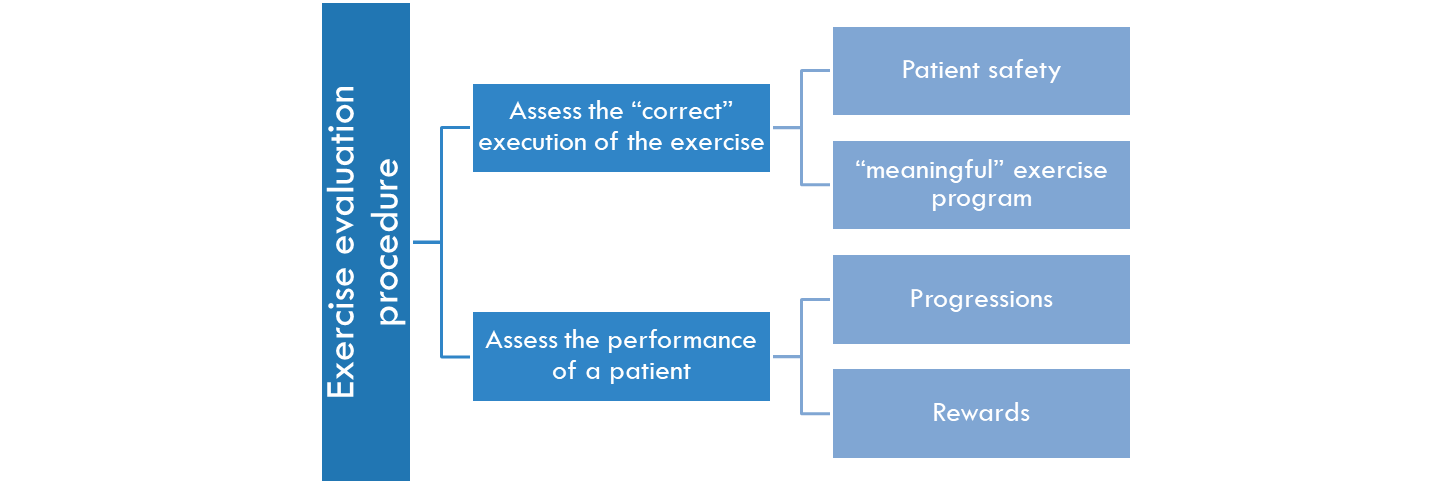 Exercise evaluation
procedure
Assess the “correct”
execution of the exercise
Patient safety
“meaningful” exercise
program
Assess the performance
of a patient
Progressions
Rewards